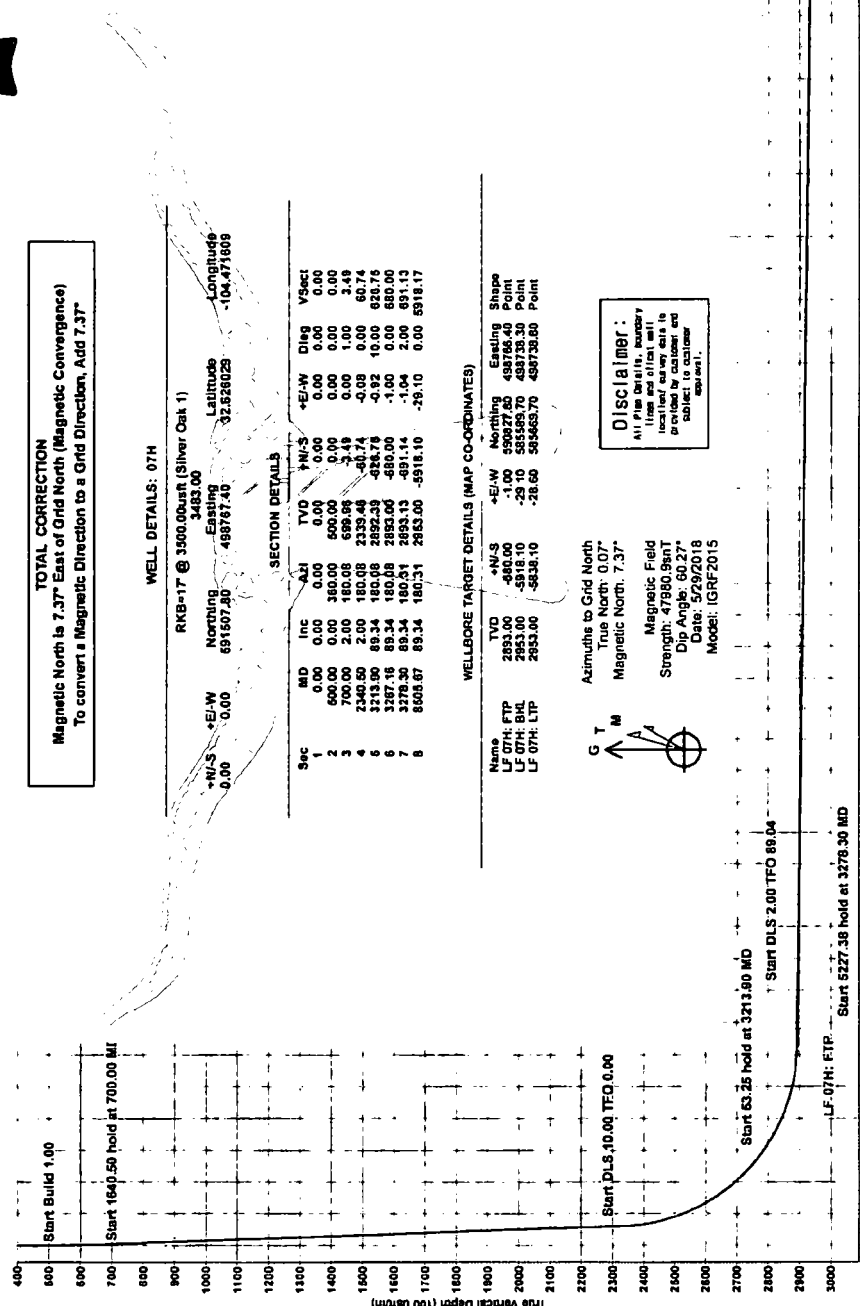 TOTAL CORRECTION
Magnetic North is 7.37° East of Grid North (Magnetic Convergence)
To convert a Magnetic Direction to a Grid Direction, Add 7.37°
WELL DETAILS: 07H
RKB=17' @ 3500.00usft (Silver Oak 1)
3483.00
+N/-S +E/-W Northing Easting Latitude Longitude
0.00 0.00 591507.80 498767.40 32.626029 -104.471609
SECTION DETAILS
Sec MD Inc Azi TVD +N/-S +E/-W Dleg VSect
1 0.00 0.00 0.00 0.00 0.00 0.00 0.00 0.00
2 500.00 0.00 360.00 500.00 0.00 0.00 0.00 0.00
3 700.00 2.00 180.08 699.96 -3.49 0.00 1.00 3.49
4 2340.50 2.00 180.08 2339.46 -60.74 -0.08 0.00 60.74
5 3213.90 89.34 180.08 2892.39 -626.75 -0.92 10.00 626.75
6 3267.16 89.34 180.08 2893.00 -680.00 -1.00 0.00 680.00
7 3278.30 89.34 180.31 2893.13 -691.14 -1.04 2.00 691.13
8 8505.67 89.34 180.31 2953.00 -5918.10 -29.10 0.00 5918.17
WELLBORE TARGET DETAILS (MAP CO-ORDINATES)
Name TVD +N/-S +E/-W Northing Easting Shape
LF 07H: FTP 2893.00 -680.00 -1.00 590827.80 498766.40 Point
LF 07H: BHL 2953.00 -5918.10 -29.10 585589.70 498738.30 Point
LF 07H: LTP 2953.00 -5838.10 -28.60 585669.70 498738.80 Point
G T M
Azimuths to Grid North
True North: 0.07°
Magnetic North: 7.37°
Magnetic Field
Strength: 47980.9snT
Dip Angle: 60.27°
Date: 5/29/2018
Model: IGRF2015
Disclaimer:
All Plan Details, boundary
lines and offset well
location/ survey data is
provided by customer and
subject to customer
approval.
400
500
600
700
800
900
1000
1100
1200
1300
1400
1500
1600
1700
1800
1900
2000
2100
2200
2300
2400
2500
2600
2700
2800
2900
3000
True Vertical Depth (100 usft/in)
Start Build 1.00
Start 1640.50 hold at 700.00 MD
Start DLS 10.00 TFO 0.00
Start 53.25 hold at 3213.90 MD
Start DLS 2.00 TFO 89.04
LF 07H: FTP
Start 5227.38 hold at 3278.30 MD